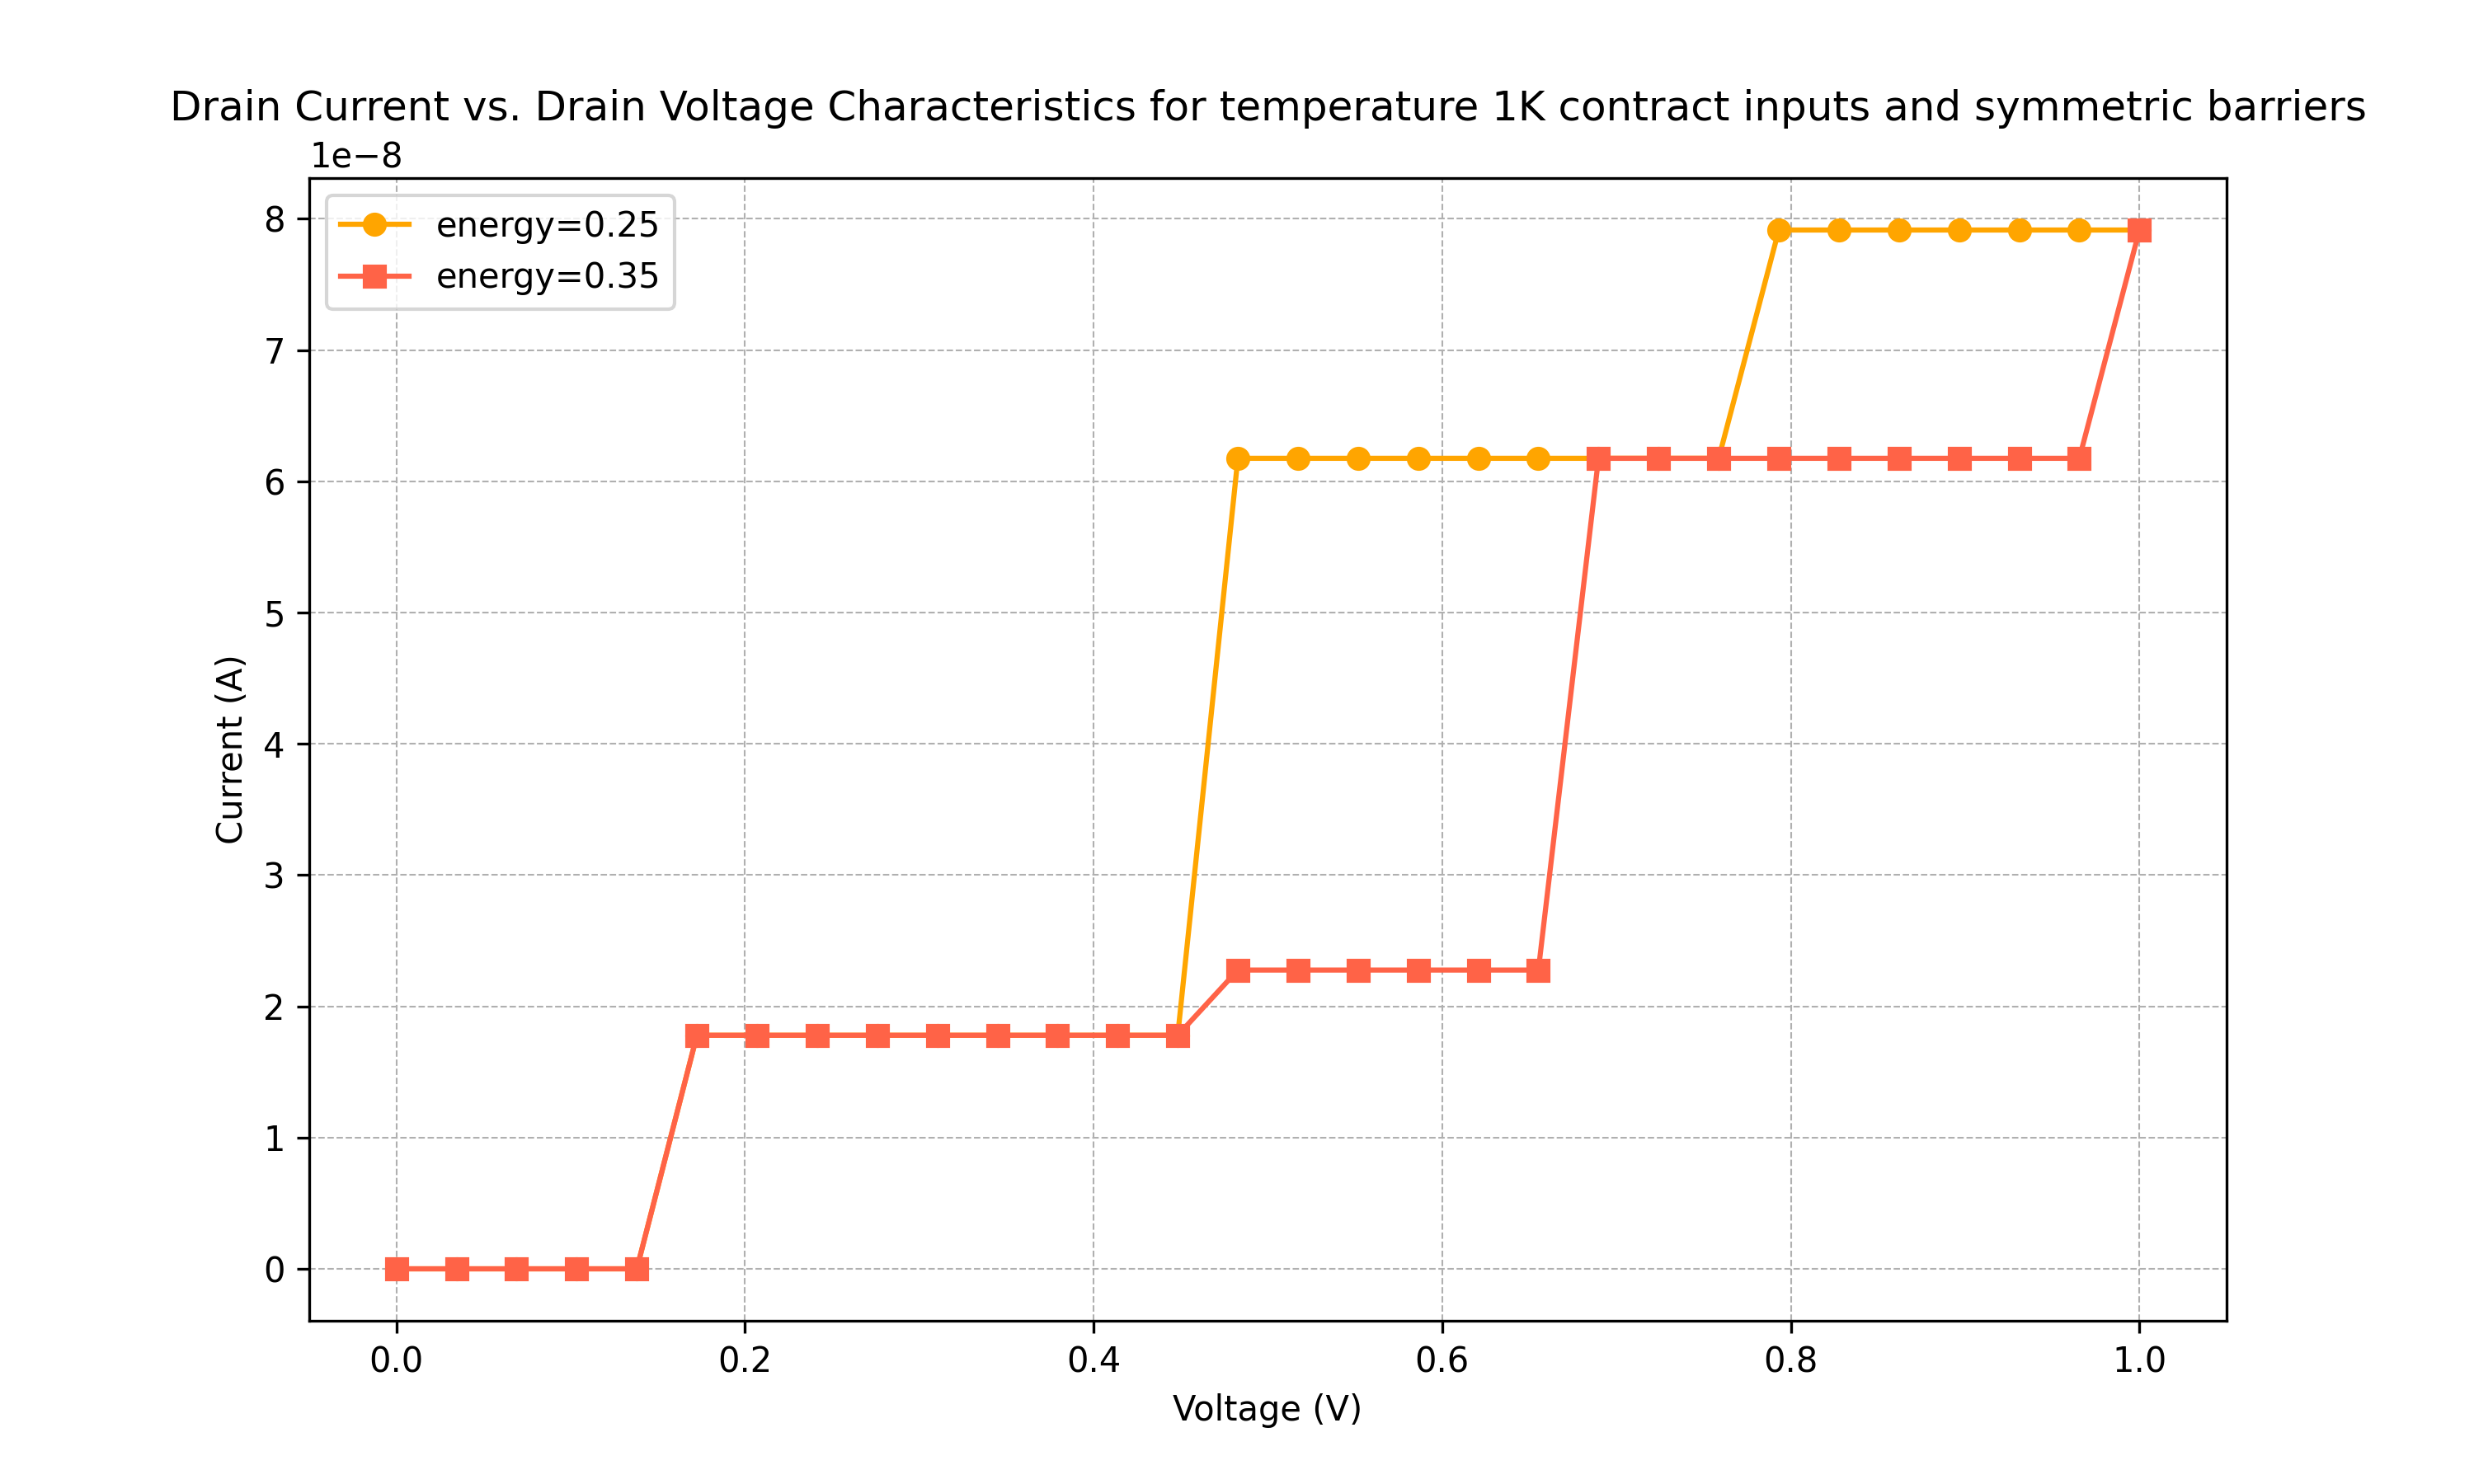 Drain Current vs. Drain Voltage Characteristics for temperature 1K contract inputs and symmetric barriers
1e−8
energy=0.25
energy=0.35
8
7
6
5
4
3
2
1
0
Current (A)
0.0 0.2 0.4 0.6 0.8 1.0
Voltage (V)